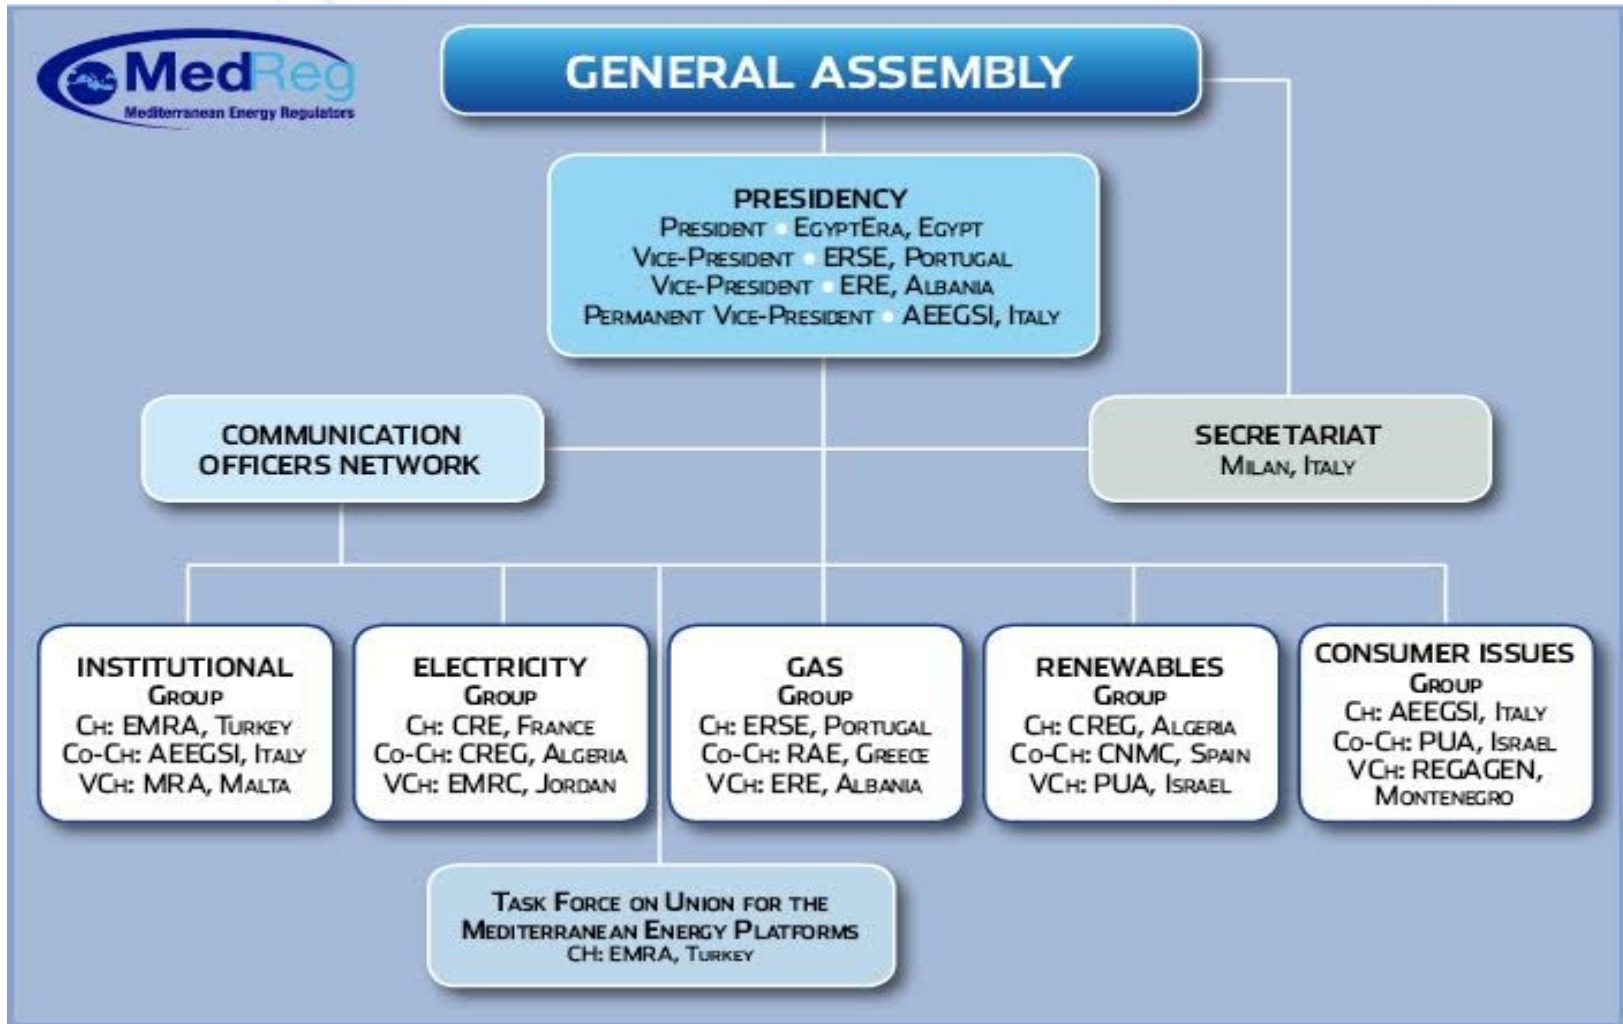 MedReg
Mediterranean Energy Regulators
GENERAL ASSEMBLY
PRESIDENCY
President • EgyptEra, Egypt
Vice-President • ERSE, Portugal
Vice-President • ERE, Albania
Permanent Vice-President • AEEGSI, Italy
COMMUNICATION
OFFICERS NETWORK
SECRETARIAT
Milan, Italy
INSTITUTIONAL
Group
Ch: EMRA, Turkey
Co-Ch: AEEGSI, Italy
VCh: MRA, Malta
ELECTRICITY
Group
Ch: CRE, France
Co-Ch: CREG, Algeria
VCh: EMRC, Jordan
GAS
Group
Ch: ERSE, Portugal
Co-Ch: RAE, Greece
VCh: ERE, Albania
RENEWABLES
Group
Ch: CREG, Algeria
Co-Ch: CNMC, Spain
VCh: PUA, Israel
CONSUMER ISSUES
Group
Ch: AEEGSI, Italy
Co-Ch: PUA, Israel
VCh: REGAGEN,
Montenegro
Task Force on Union for the
Mediterranean Energy Platforms
CH: EMRA, Turkey